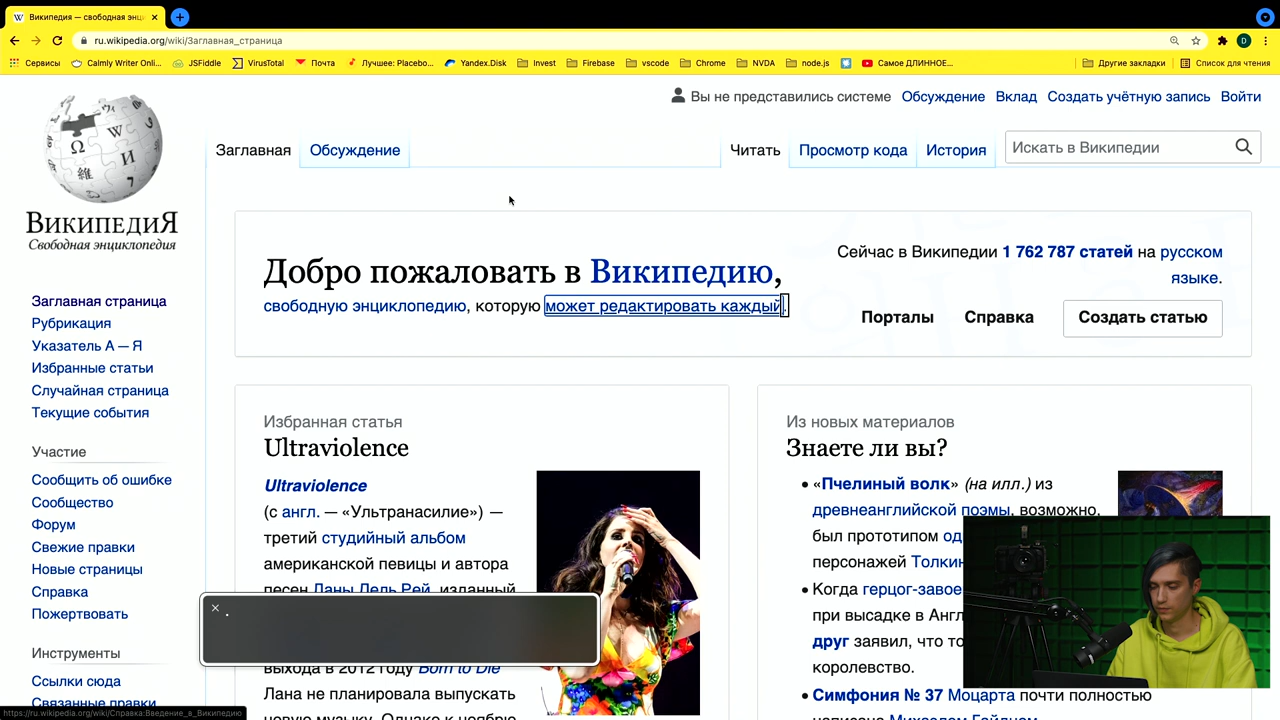 Википедия — свободная энц
ru.wikipedia.org/wiki/Заглавная_страница
Сервисы
Calmly Writer Onli...
JSFiddle
VirusTotal
Почта
Лучшее: Placebo...
Yandex.Disk
Invest
Firebase
vscode
Chrome
NVDA
node.js
Самое ДЛИННОЕ...
Другие закладки
Список для чтения
Вы не представились системе Обсуждение Вклад Создать учётную запись Войти
Заглавная Обсуждение Читать Просмотр кода История Искать в Википедии
ВикипедиЯ
Свободная энциклопедия
Заглавная страница
Рубрикация
Указатель А — Я
Избранные статьи
Случайная страница
Текущие события
Участие
Сообщить об ошибке
Сообщество
Форум
Свежие правки
Новые страницы
Справка
Пожертвовать
Инструменты
Ссылки сюда
Связанные правки
https://ru.wikipedia.org/wiki/Справка:Введение_в_Википедию
Добро пожаловать в Википедию,
свободную энциклопедию, которую может редактировать каждый.
Сейчас в Википедии 1 762 787 статей на русском
языке.
Порталы Справка Создать статью
Избранная статья
Ultraviolence
Ultraviolence
(с англ. — «Ультранасилие») —
третий студийный альбом
американской певицы и автора
песен Ланы Дель Рей, изданный
выхода в 2012 году Born to Die
Лана не планировала выпускать
новую музыку. Однако к ноябрю
Из новых материалов
Знаете ли вы?
«Пчелиный волк» (на илл.) из
древнеанглийской поэмы, возможно,
был прототипом од
персонажей Толкин
Когда герцог-завое
при высадке в Англ
друг заявил, что то
королевство.
Симфония № 37 Моцарта почти полностью
написана Михаэлем Гайдном